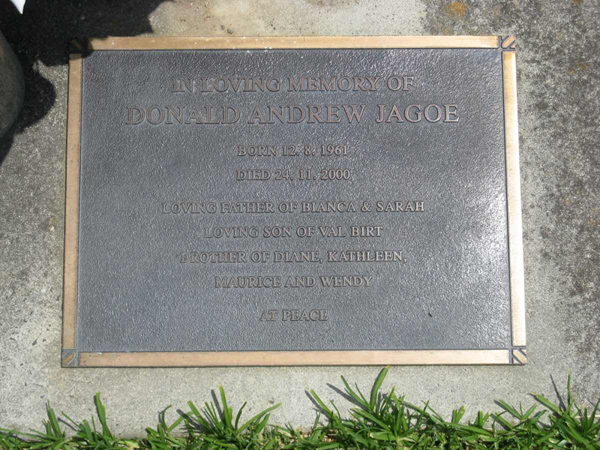 IN LOVING MEMORY OF
DONALD ANDREW JAGOE
BORN 12. 8. 1961
DIED 24. 11. 2000
LOVING FATHER OF BIANCA & SARAH
LOVING SON OF VAL BIRT
BROTHER OF DIANE, KATHLEEN,
MAURICE AND WENDY
AT PEACE